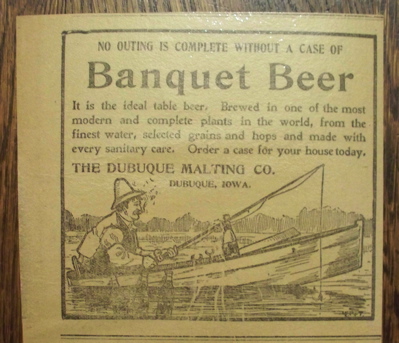 NO OUTING IS COMPLETE WITHOUT A CASE OF
Banquet Beer
It is the ideal table beer. Brewed in one of the most
modern and complete plants in the world, from the
finest water, selected grains and hops and made with
every sanitary care. Order a case for your house today.
THE DUBUQUE MALTING CO.
DUBUQUE, IOWA.